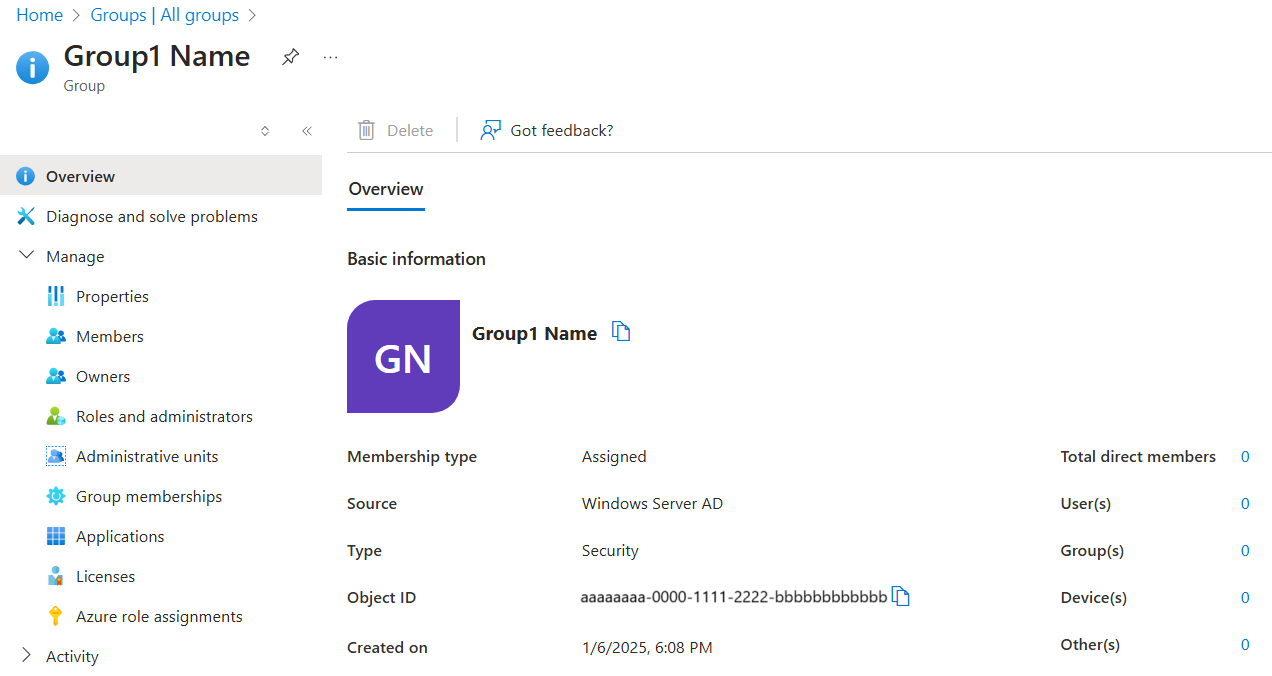 Home > Groups | All groups >
Group1 Name ...
Group
Delete Got feedback?
Overview
Diagnose and solve problems
Manage
Properties
Members
Owners
Roles and administrators
Administrative units
Group memberships
Applications
Licenses
Azure role assignments
Activity
Overview
Basic information
GN
Group1 Name
Membership type Assigned
Source Windows Server AD
Type Security
Object ID aaaaaaaa-0000-1111-2222-bbbbbbbbbbbb
Created on 1/6/2025, 6:08 PM
Total direct members 0
User(s) 0
Group(s) 0
Device(s) 0
Other(s) 0